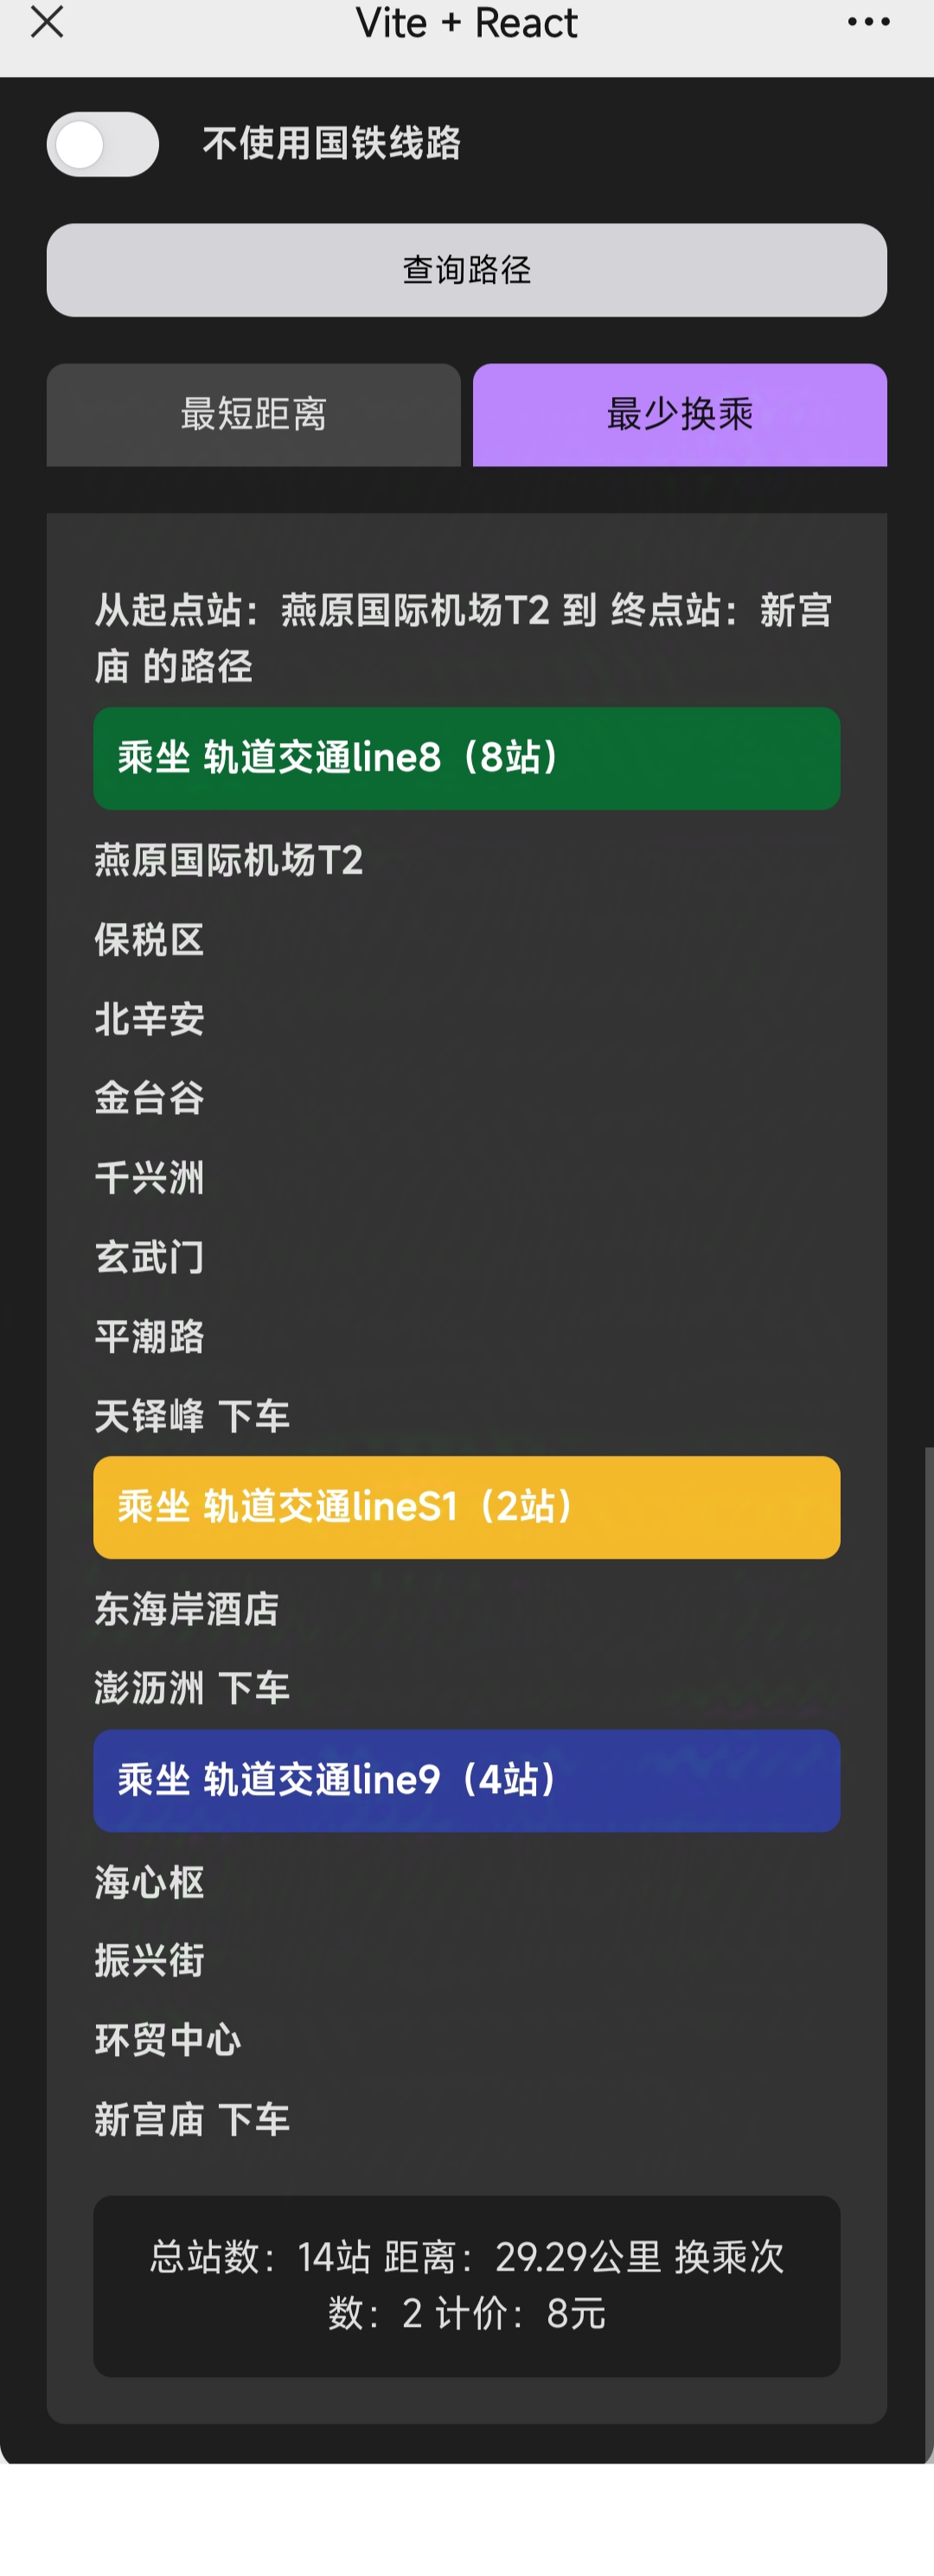 Vite + React
不使用国铁线路
查询路径
最短距离
最少换乘
从起点站：燕原国际机场T2 到 终点站：新宫
庙 的路径
乘坐 轨道交通line8（8站）
燕原国际机场T2
保税区
北辛安
金台谷
千兴洲
玄武门
平潮路
天铎峰 下车
乘坐 轨道交通lineS1（2站）
东海岸酒店
澎沥洲 下车
乘坐 轨道交通line9（4站）
海心枢
振兴街
环贸中心
新宫庙 下车
总站数：14站 距离：29.29公里 换乘次
数：2 计价：8元